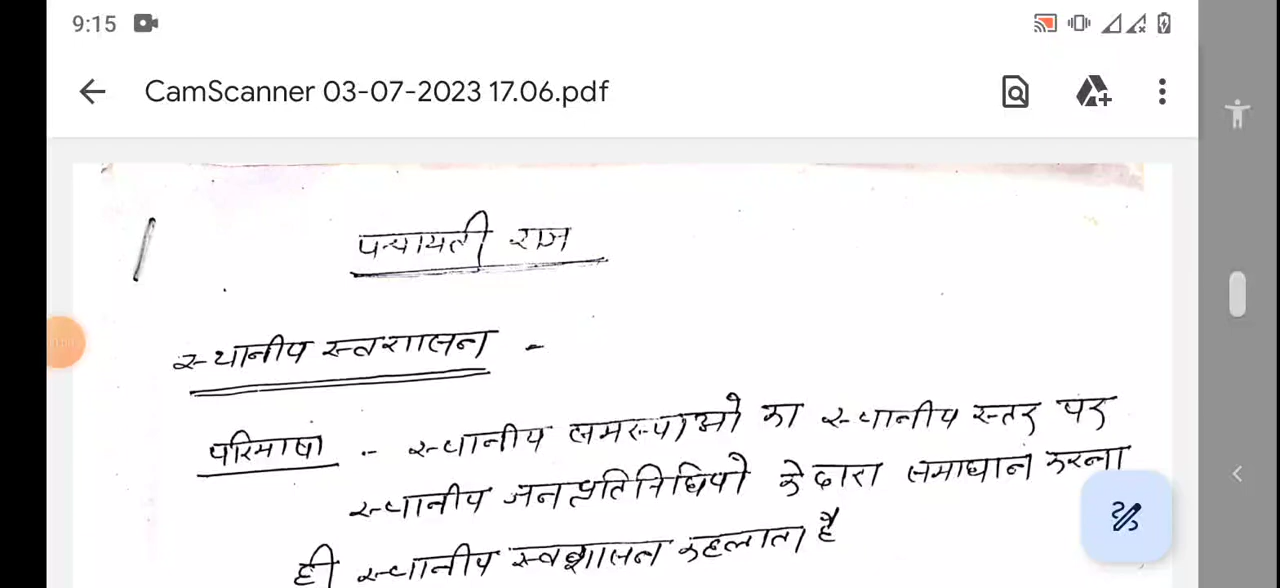 9:15
CamScanner 03-07-2023 17.06.pdf
पंचायती राज
स्थानीय स्वशासन -
परिभाषा :- स्थानीय समस्याओं का स्थानीय स्तर पर
स्थानीय जनप्रतिनिधियों के द्वारा समाधान करना
ही स्थानीय स्वशासन कहलाता है